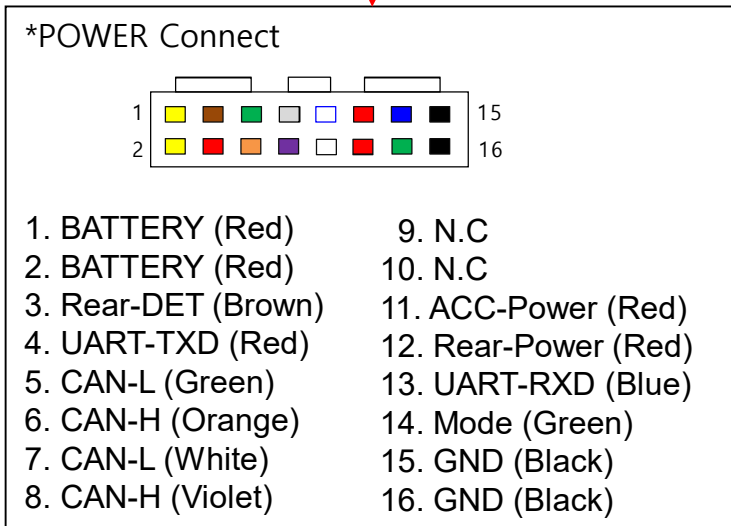 *POWER Connect
1 15
2 16
1. BATTERY (Red)
2. BATTERY (Red)
3. Rear-DET (Brown)
4. UART-TXD (Red)
5. CAN-L (Green)
6. CAN-H (Orange)
7. CAN-L (White)
8. CAN-H (Violet)
9. N.C
10. N.C
11. ACC-Power (Red)
12. Rear-Power (Red)
13. UART-RXD (Blue)
14. Mode (Green)
15. GND (Black)
16. GND (Black)